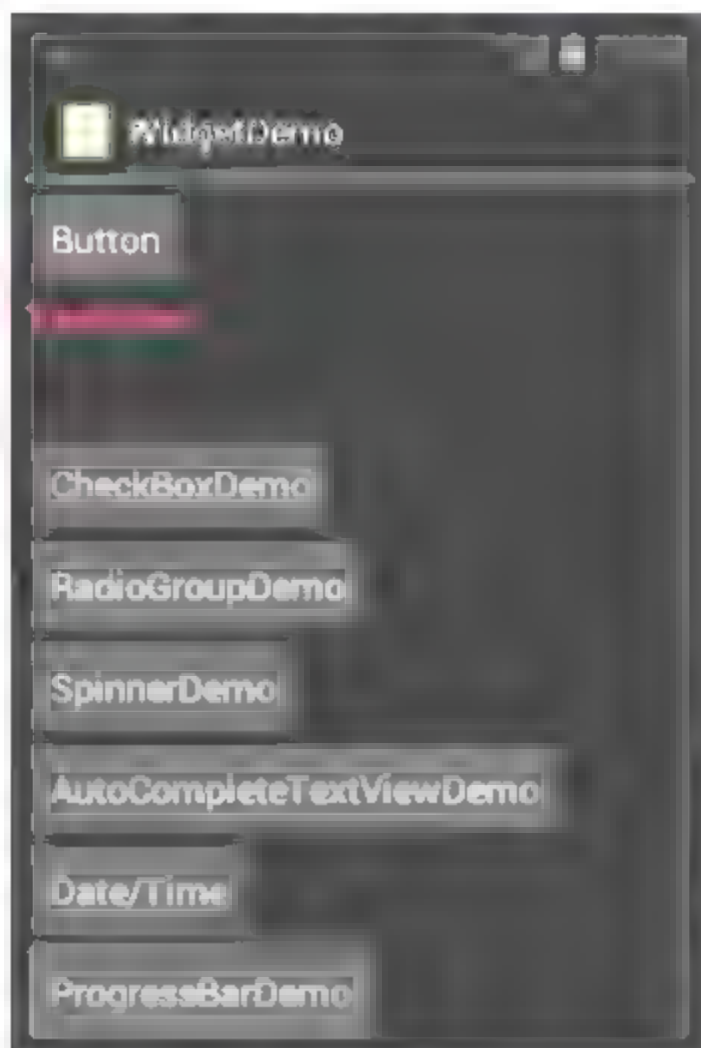 WidgetDemo
Button
CheckBoxDemo
RadioGroupDemo
SpinnerDemo
AutoCompleteTextViewDemo
Date/Time
ProgressBarDemo